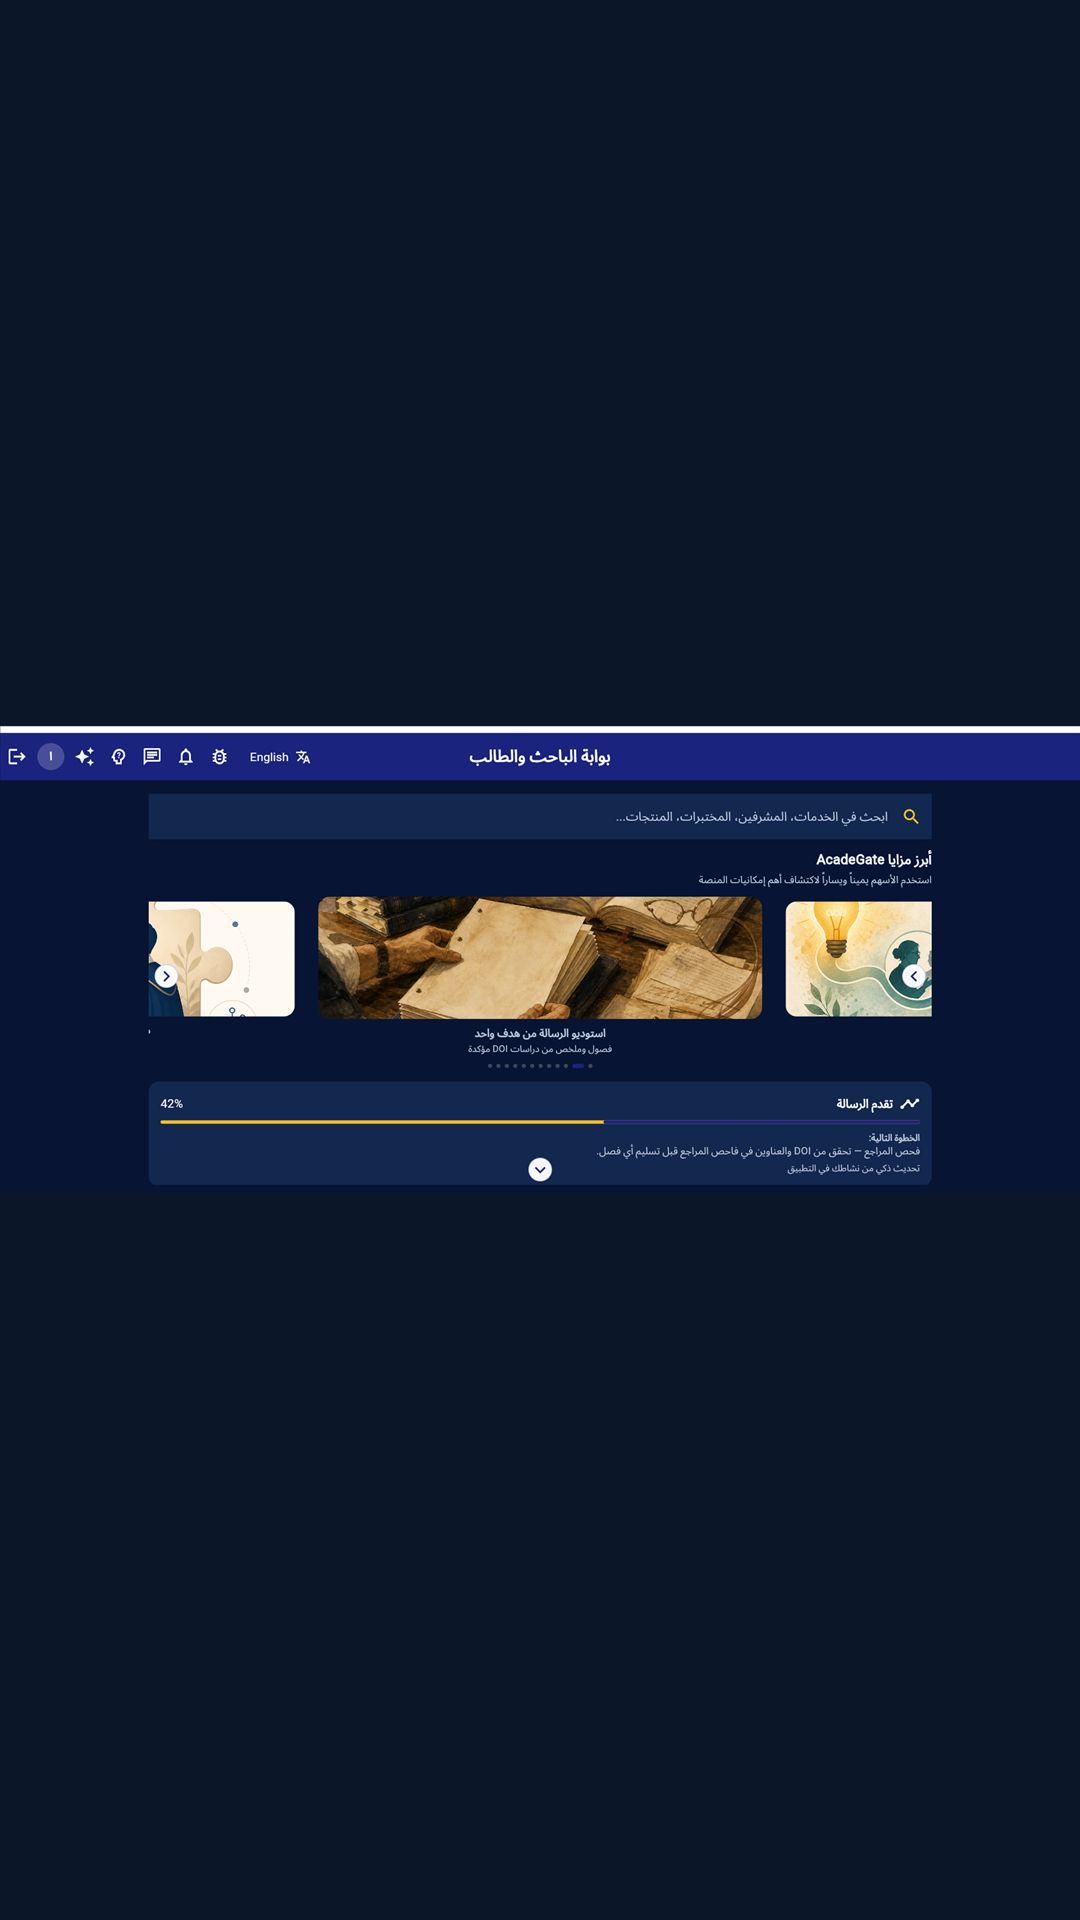 بوابة الباحث والطالب
English
ا
ابحث في الخدمات، المشرفين، المختبرات، المنتجات...
أبرز مزايا AcadeGate
استخدم الأسهم يميناً ويساراً لاكتشاف أهم إمكانيات المنصة
استوديو الرسالة من هدف واحد
فصول وملخص من دراسات DOI مؤكدة
تقدم الرسالة
42%
الخطوة التالية:
فحص المراجع — تحقق من DOI والعناوين في فاحص المراجع قبل تسليم أي فصل.
تحديث ذكي من نشاطك في التطبيق